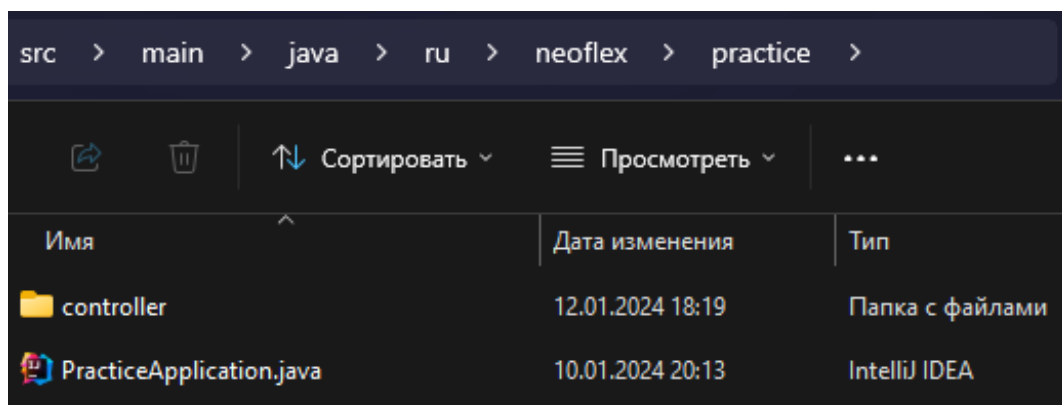 src > main > java > ru > neoflex > practice >
Сортировать Просмотреть
Имя Дата изменения Тип
controller 12.01.2024 18:19 Папка с файлами
PracticeApplication.java 10.01.2024 20:13 IntelliJ IDEA